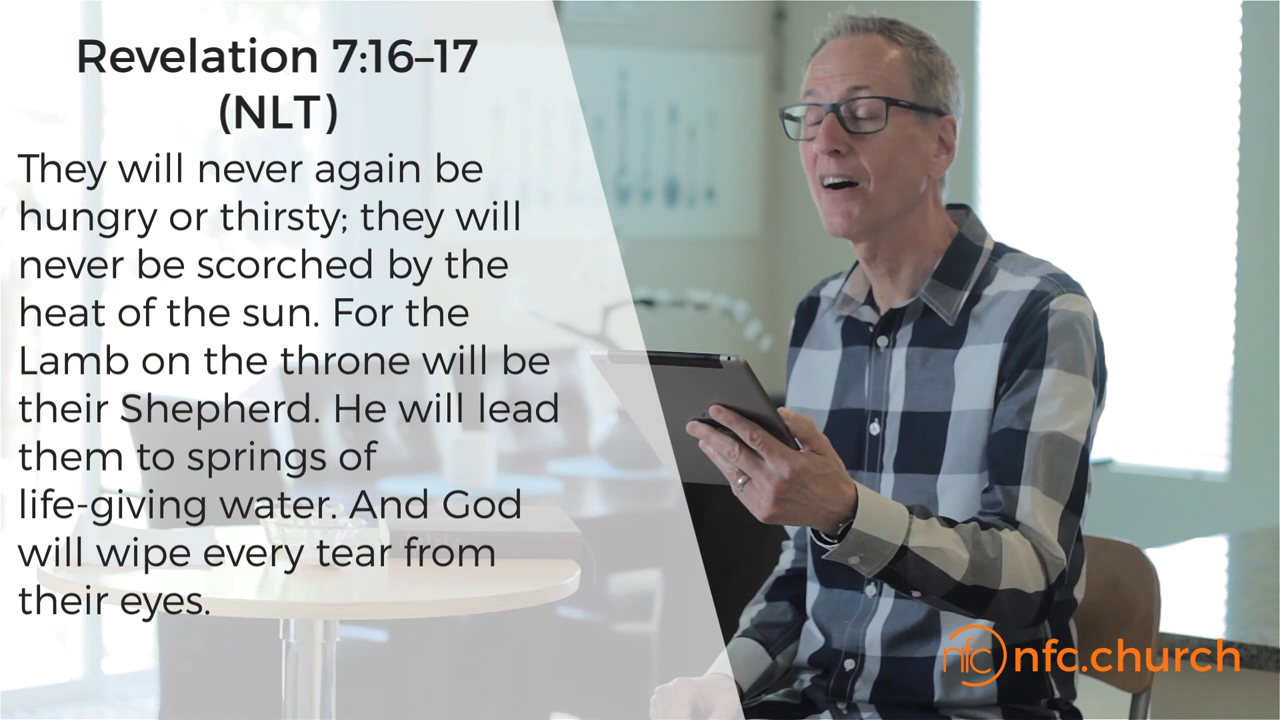 Revelation 7:16–17
(NLT)
They will never again be
hungry or thirsty; they will
never be scorched by the
heat of the sun. For the
Lamb on the throne will be
their Shepherd. He will lead
them to springs of
life-giving water. And God
will wipe every tear from
their eyes.
nfc nfc.church